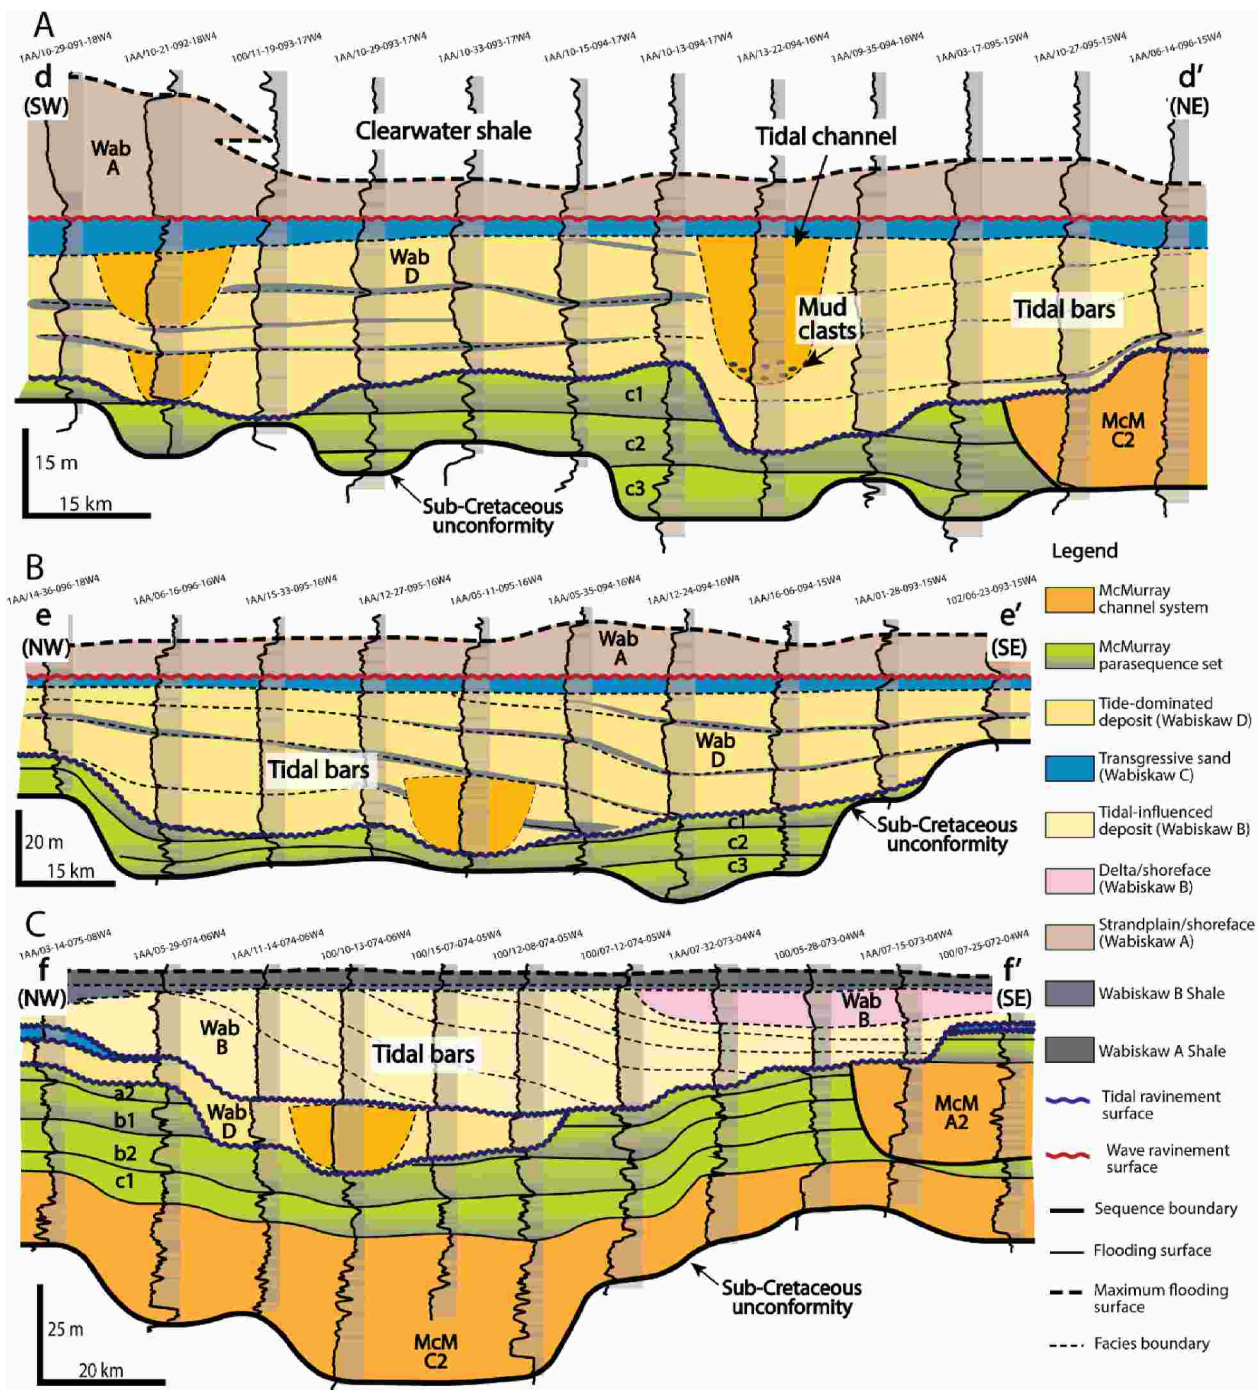 A
1AA/10-29-091-18W4
1AA/10-21-092-18W4
100/11-19-093-17W4
1AA/10-29-093-17W4
1AA/10-33-093-17W4
1AA/10-15-094-17W4
1AA/10-13-094-17W4
1AA/13-22-094-16W4
1AA/09-35-094-16W4
1AA/03-17-095-15W4
1AA/10-27-095-15W4
1AA/06-14-096-15W4
d
(SW)
d′
(NE)
Clearwater shale
Tidal channel
Wab
A
Wab
D
Mud
clasts
Tidal bars
c1
c2
c3
McM
C2
15 m
15 km
Sub-Cretaceous
unconformity
B
1AA/14-36-096-18W4
1AA/06-16-096-16W4
1AA/15-33-095-16W4
1AA/12-27-095-16W4
1AA/05-11-095-16W4
1AA/05-35-094-16W4
1AA/12-24-094-16W4
1AA/16-06-094-15W4
1AA/01-28-093-15W4
102/06-23-093-15W4
e
(NW)
e′
(SE)
Wab
A
Wab
D
Tidal bars
c1
c2
c3
20 m
15 km
Sub-Cretaceous
unconformity
C
1AA/03-14-075-08W4
1AA/05-29-074-06W4
1AA/11-14-074-06W4
100/10-13-074-06W4
100/15-07-074-05W4
100/12-08-074-05W4
100/07-12-074-05W4
1AA/07-32-073-04W4
100/05-28-073-04W4
1AA/07-15-073-04W4
100/07-25-072-04W4
f
(NW)
f′
(SE)
Wab
B
Tidal bars
Wab
B
a2
b1
b2
c1
Wab
D
McM
A2
McM
C2
25 m
20 km
Sub-Cretaceous
unconformity
Legend
McMurray
channel system
McMurray
parasequence set
Tide-dominated
deposit (Wabiskaw D)
Transgressive sand
(Wabiskaw C)
Tidal-influenced
deposit (Wabiskaw B)
Delta/shoreface
(Wabiskaw B)
Strandplain/shoreface
(Wabiskaw A)
Wabiskaw B Shale
Wabiskaw A Shale
Tidal ravinement
surface
Wave ravinement
surface
Sequence boundary
Flooding surface
Maximum flooding
surface
Facies boundary